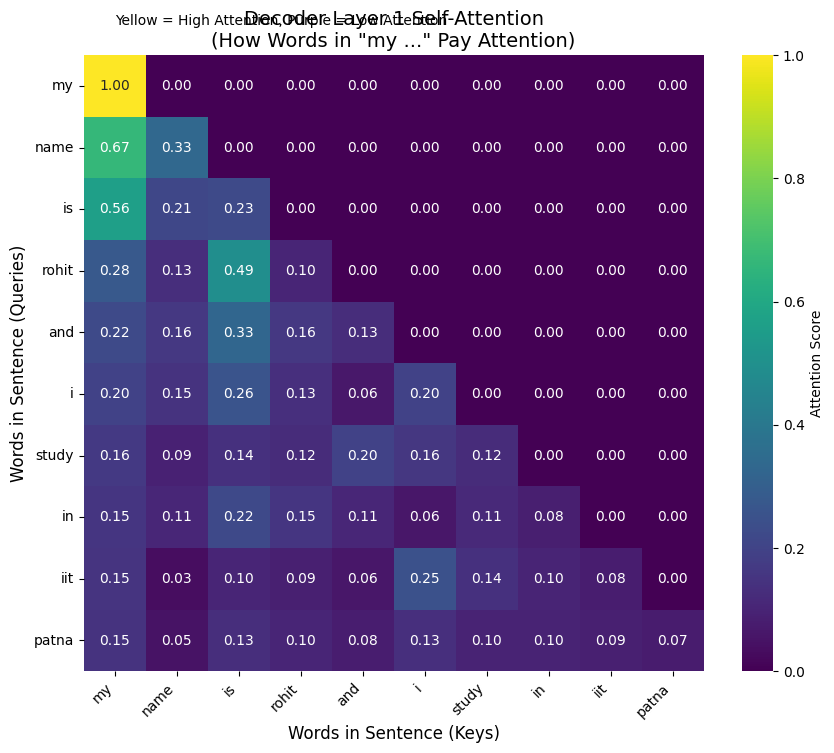 Yellow = High Attention, Purple = Low Attention
Decoder Layer 1 Self-Attention
(How Words in "my ..." Pay Attention)
my 1.00 0.00 0.00 0.00 0.00 0.00 0.00 0.00 0.00 0.00
name 0.67 0.33 0.00 0.00 0.00 0.00 0.00 0.00 0.00 0.00
is 0.56 0.21 0.23 0.00 0.00 0.00 0.00 0.00 0.00 0.00
rohit 0.28 0.13 0.49 0.10 0.00 0.00 0.00 0.00 0.00 0.00
and 0.22 0.16 0.33 0.16 0.13 0.00 0.00 0.00 0.00 0.00
i 0.20 0.15 0.26 0.13 0.06 0.20 0.00 0.00 0.00 0.00
study 0.16 0.09 0.14 0.12 0.20 0.16 0.12 0.00 0.00 0.00
in 0.15 0.11 0.22 0.15 0.11 0.06 0.11 0.08 0.00 0.00
iit 0.15 0.03 0.10 0.09 0.06 0.25 0.14 0.10 0.08 0.00
patna 0.15 0.05 0.13 0.10 0.08 0.13 0.10 0.10 0.09 0.07
my name is rohit and i study in iit patna
Words in Sentence (Keys)
Words in Sentence (Queries)
1.0
0.8
0.6
0.4
0.2
0.0
Attention Score